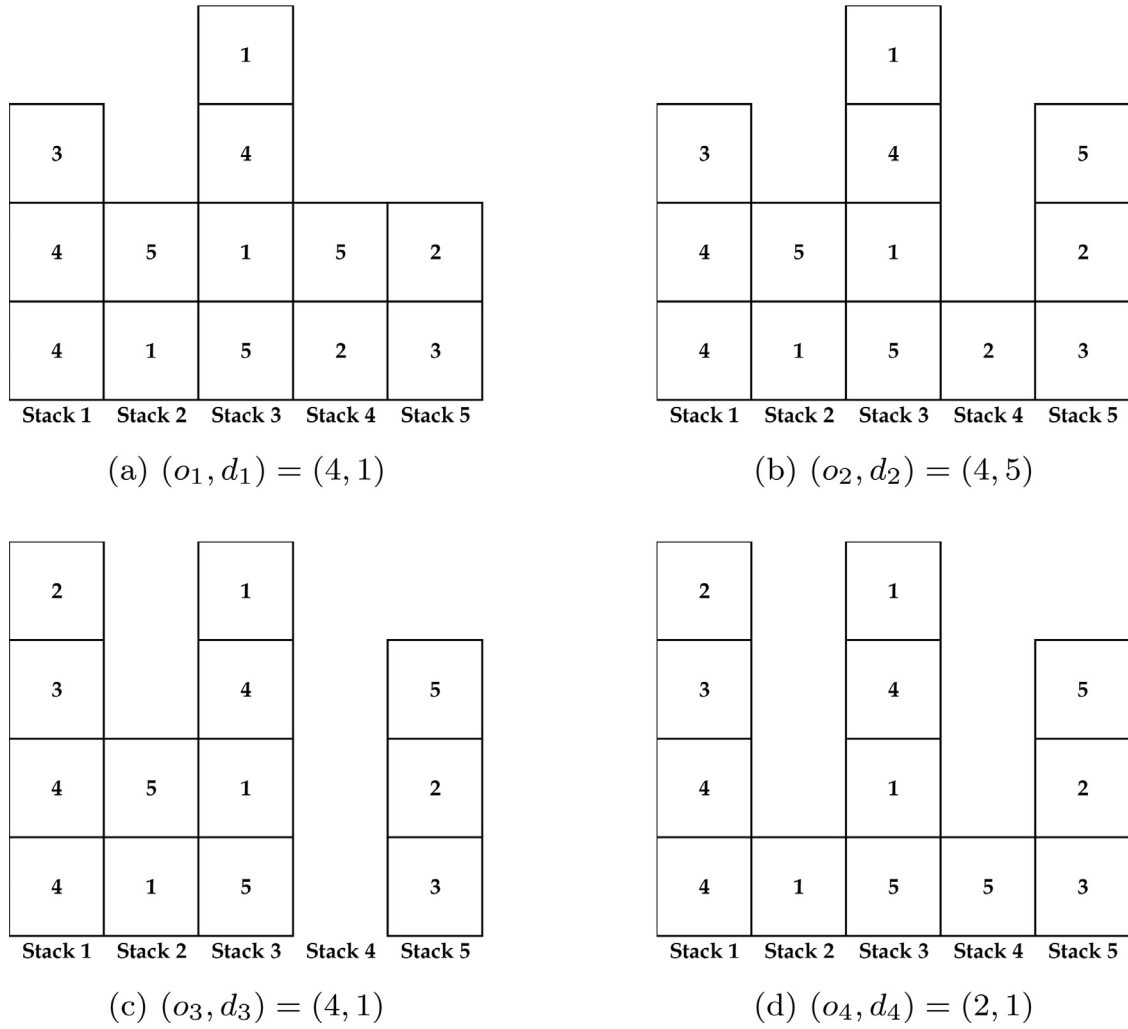 1
3 4
4 5 1 5 2
4 1 5 2 3
Stack 1 Stack 2 Stack 3 Stack 4 Stack 5
(a) (o₁, d₁) = (4, 1)
1
3 4 5
4 5 1 2
4 1 5 2 3
Stack 1 Stack 2 Stack 3 Stack 4 Stack 5
(b) (o₂, d₂) = (4, 5)
2 1
3 4 5
4 5 1 2
4 1 5 3
Stack 1 Stack 2 Stack 3 Stack 4 Stack 5
(c) (o₃, d₃) = (4, 1)
2 1
3 4 5
4 1 2
4 1 5 5 3
Stack 1 Stack 2 Stack 3 Stack 4 Stack 5
(d) (o₄, d₄) = (2, 1)